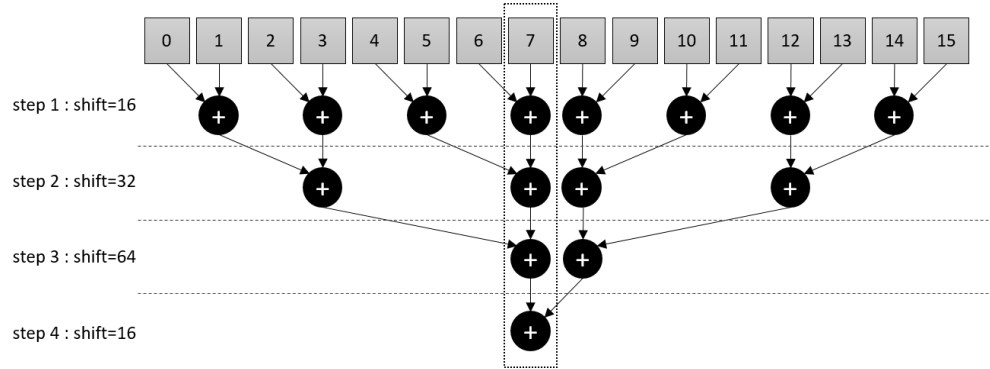 0 1 2 3 4 5 6 7 8 9 10 11 12 13 14 15
step 1 : shift=16 + + + + + + + +
step 2 : shift=32 + + + +
step 3 : shift=64 + +
step 4 : shift=16 +